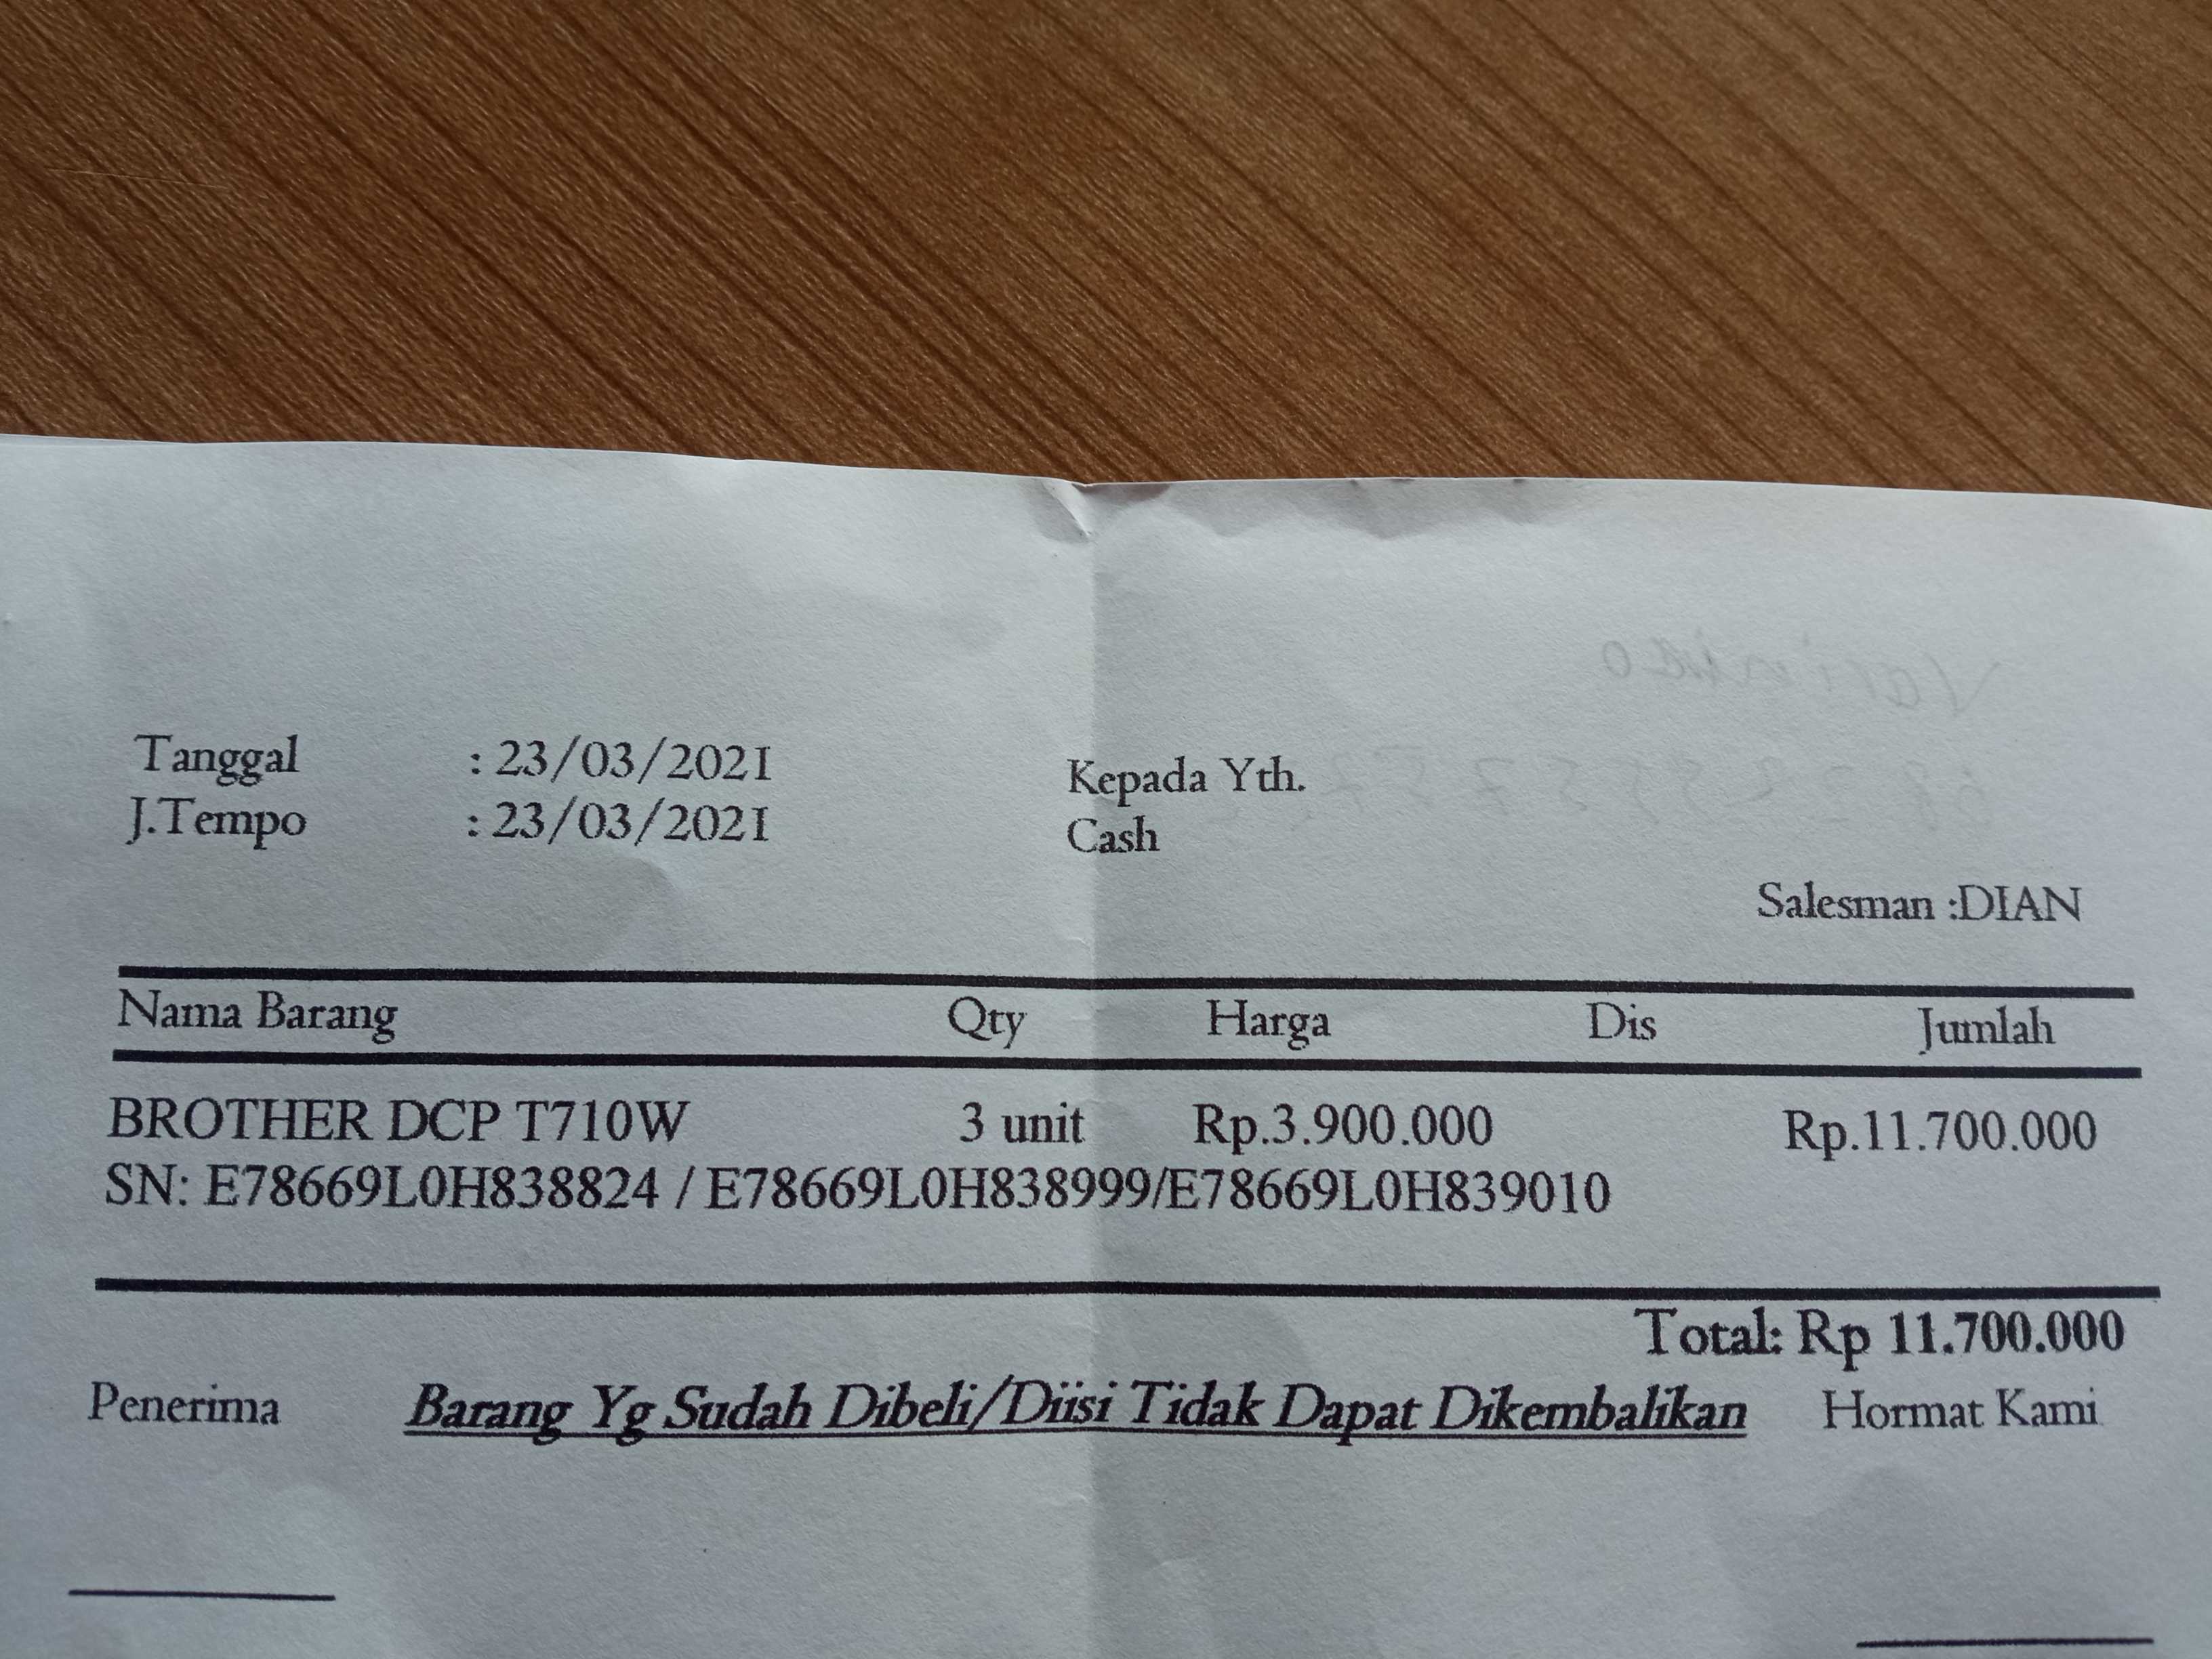 Tanggal : 23/03/2021
J.Tempo : 23/03/2021
Kepada Yth.
Cash
Salesman :DIAN
Nama Barang Qty Harga Dis Jumlah
BROTHER DCP T710W 3 unit Rp.3.900.000 Rp.11.700.000
SN: E78669L0H838824 / E78669L0H838999/E78669L0H839010
Total: Rp 11.700.000
Penerima Barang Yg Sudah Dibeli/Diisi Tidak Dapat Dikembalikan Hormat Kami